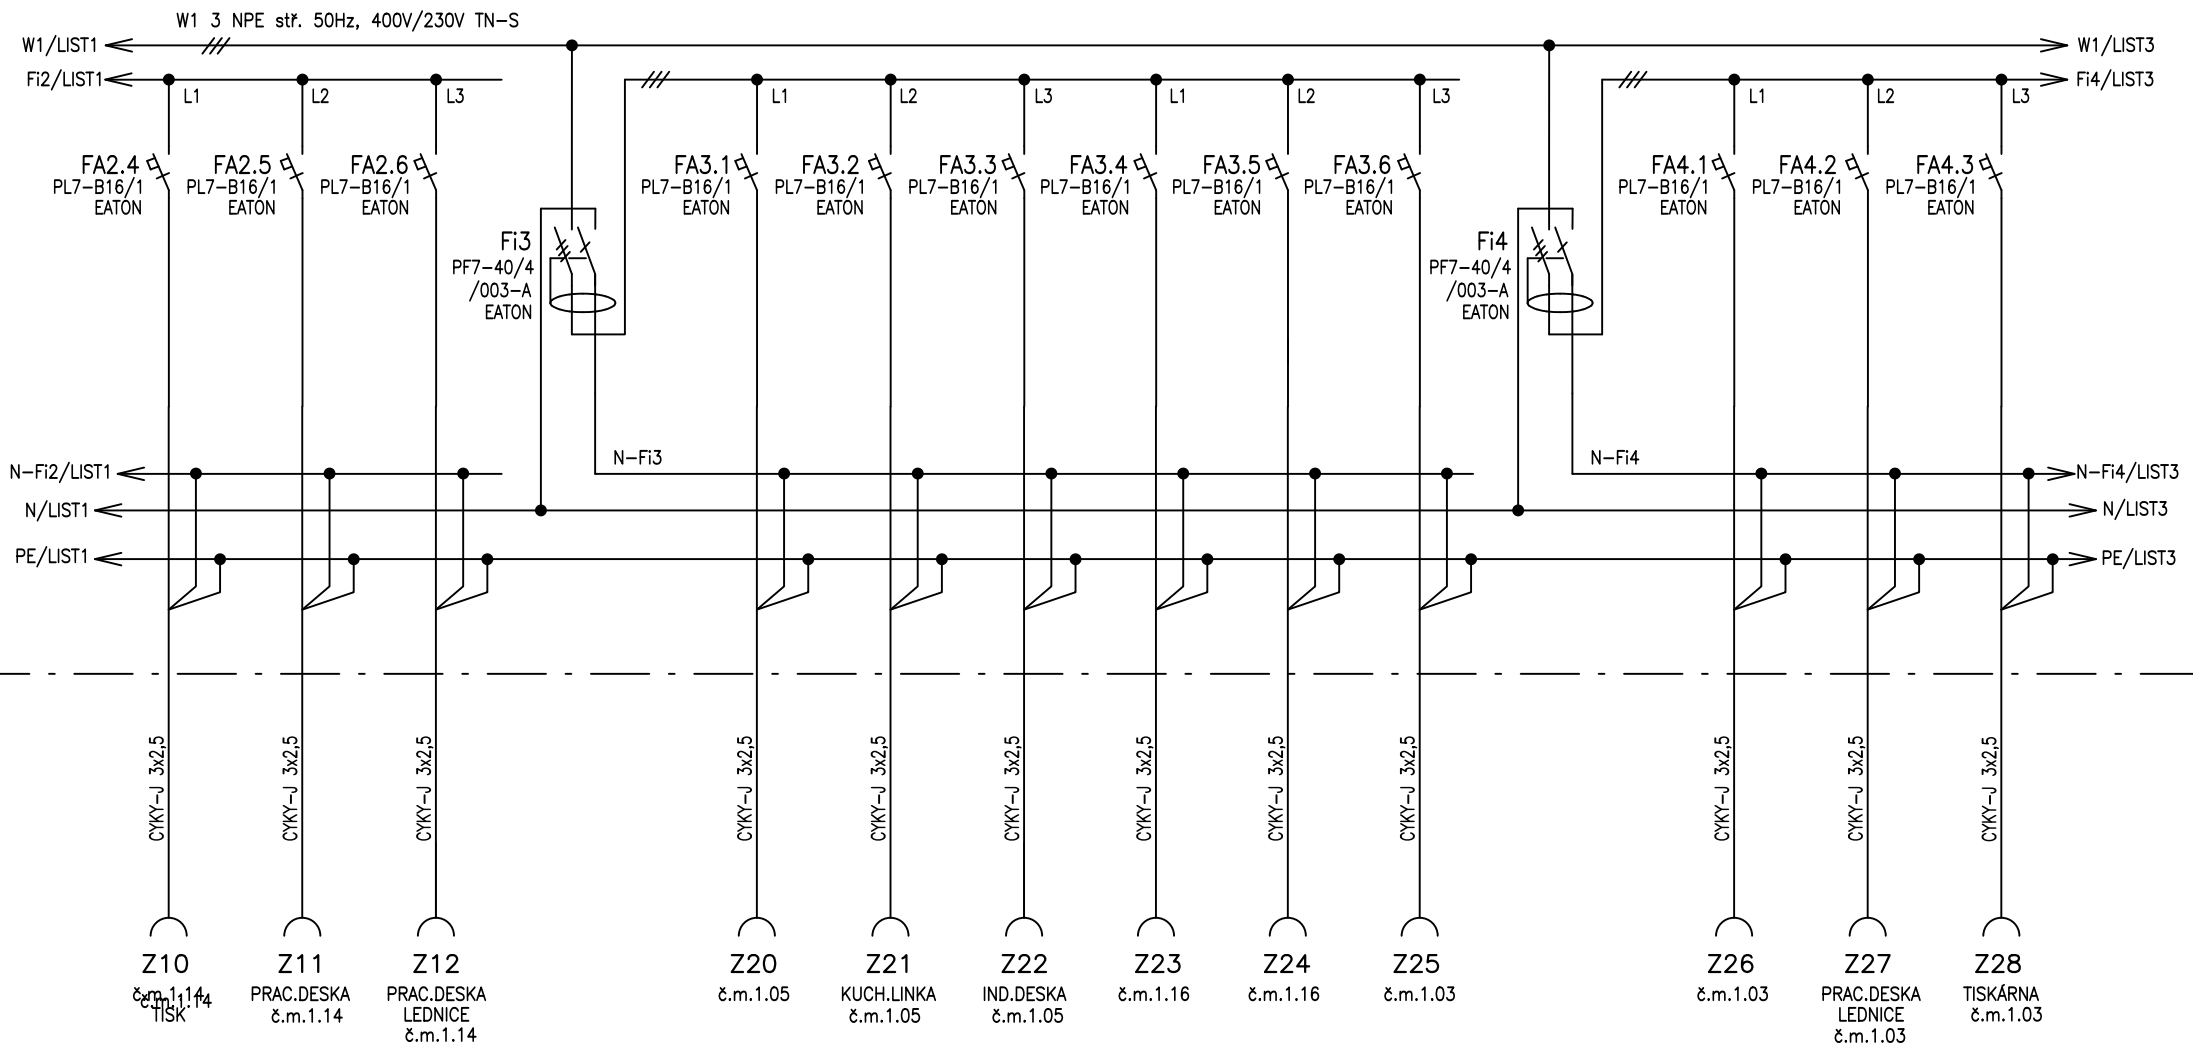 W1 3 NPE stř. 50Hz, 400V/230V TN-S
W1/LIST1
W1/LIST3
Fi2/LIST1
Fi4/LIST3
L1
L2
L3
L1
L2
L3
L1
L2
L3
L1
L2
L3
FA2.4
PL7-B16/1
EATON
FA2.5
PL7-B16/1
EATON
FA2.6
PL7-B16/1
EATON
Fi3
PF7-40/4
/003-A
EATON
FA3.1
PL7-B16/1
EATON
FA3.2
PL7-B16/1
EATON
FA3.3
PL7-B16/1
EATON
FA3.4
PL7-B16/1
EATON
FA3.5
PL7-B16/1
EATON
FA3.6
PL7-B16/1
EATON
Fi4
PF7-40/4
/003-A
EATON
FA4.1
PL7-B16/1
EATON
FA4.2
PL7-B16/1
EATON
FA4.3
PL7-B16/1
EATON
N-Fi3
N-Fi4
N-Fi2/LIST1
N-Fi4/LIST3
N/LIST1
N/LIST3
PE/LIST1
PE/LIST3
CYKY-J 3x2,5
CYKY-J 3x2,5
CYKY-J 3x2,5
CYKY-J 3x2,5
CYKY-J 3x2,5
CYKY-J 3x2,5
CYKY-J 3x2,5
CYKY-J 3x2,5
CYKY-J 3x2,5
CYKY-J 3x2,5
CYKY-J 3x2,5
CYKY-J 3x2,5
Z10
č.m.1.14
č.m.1.14
TISK
Z11
PRAC.DESKA
č.m.1.14
Z12
PRAC.DESKA
LEDNICE
č.m.1.14
Z20
č.m.1.05
Z21
KUCH.LINKA
č.m.1.05
Z22
IND.DESKA
č.m.1.05
Z23
č.m.1.16
Z24
č.m.1.16
Z25
č.m.1.03
Z26
č.m.1.03
Z27
PRAC.DESKA
LEDNICE
č.m.1.03
Z28
TISKÁRNA
č.m.1.03